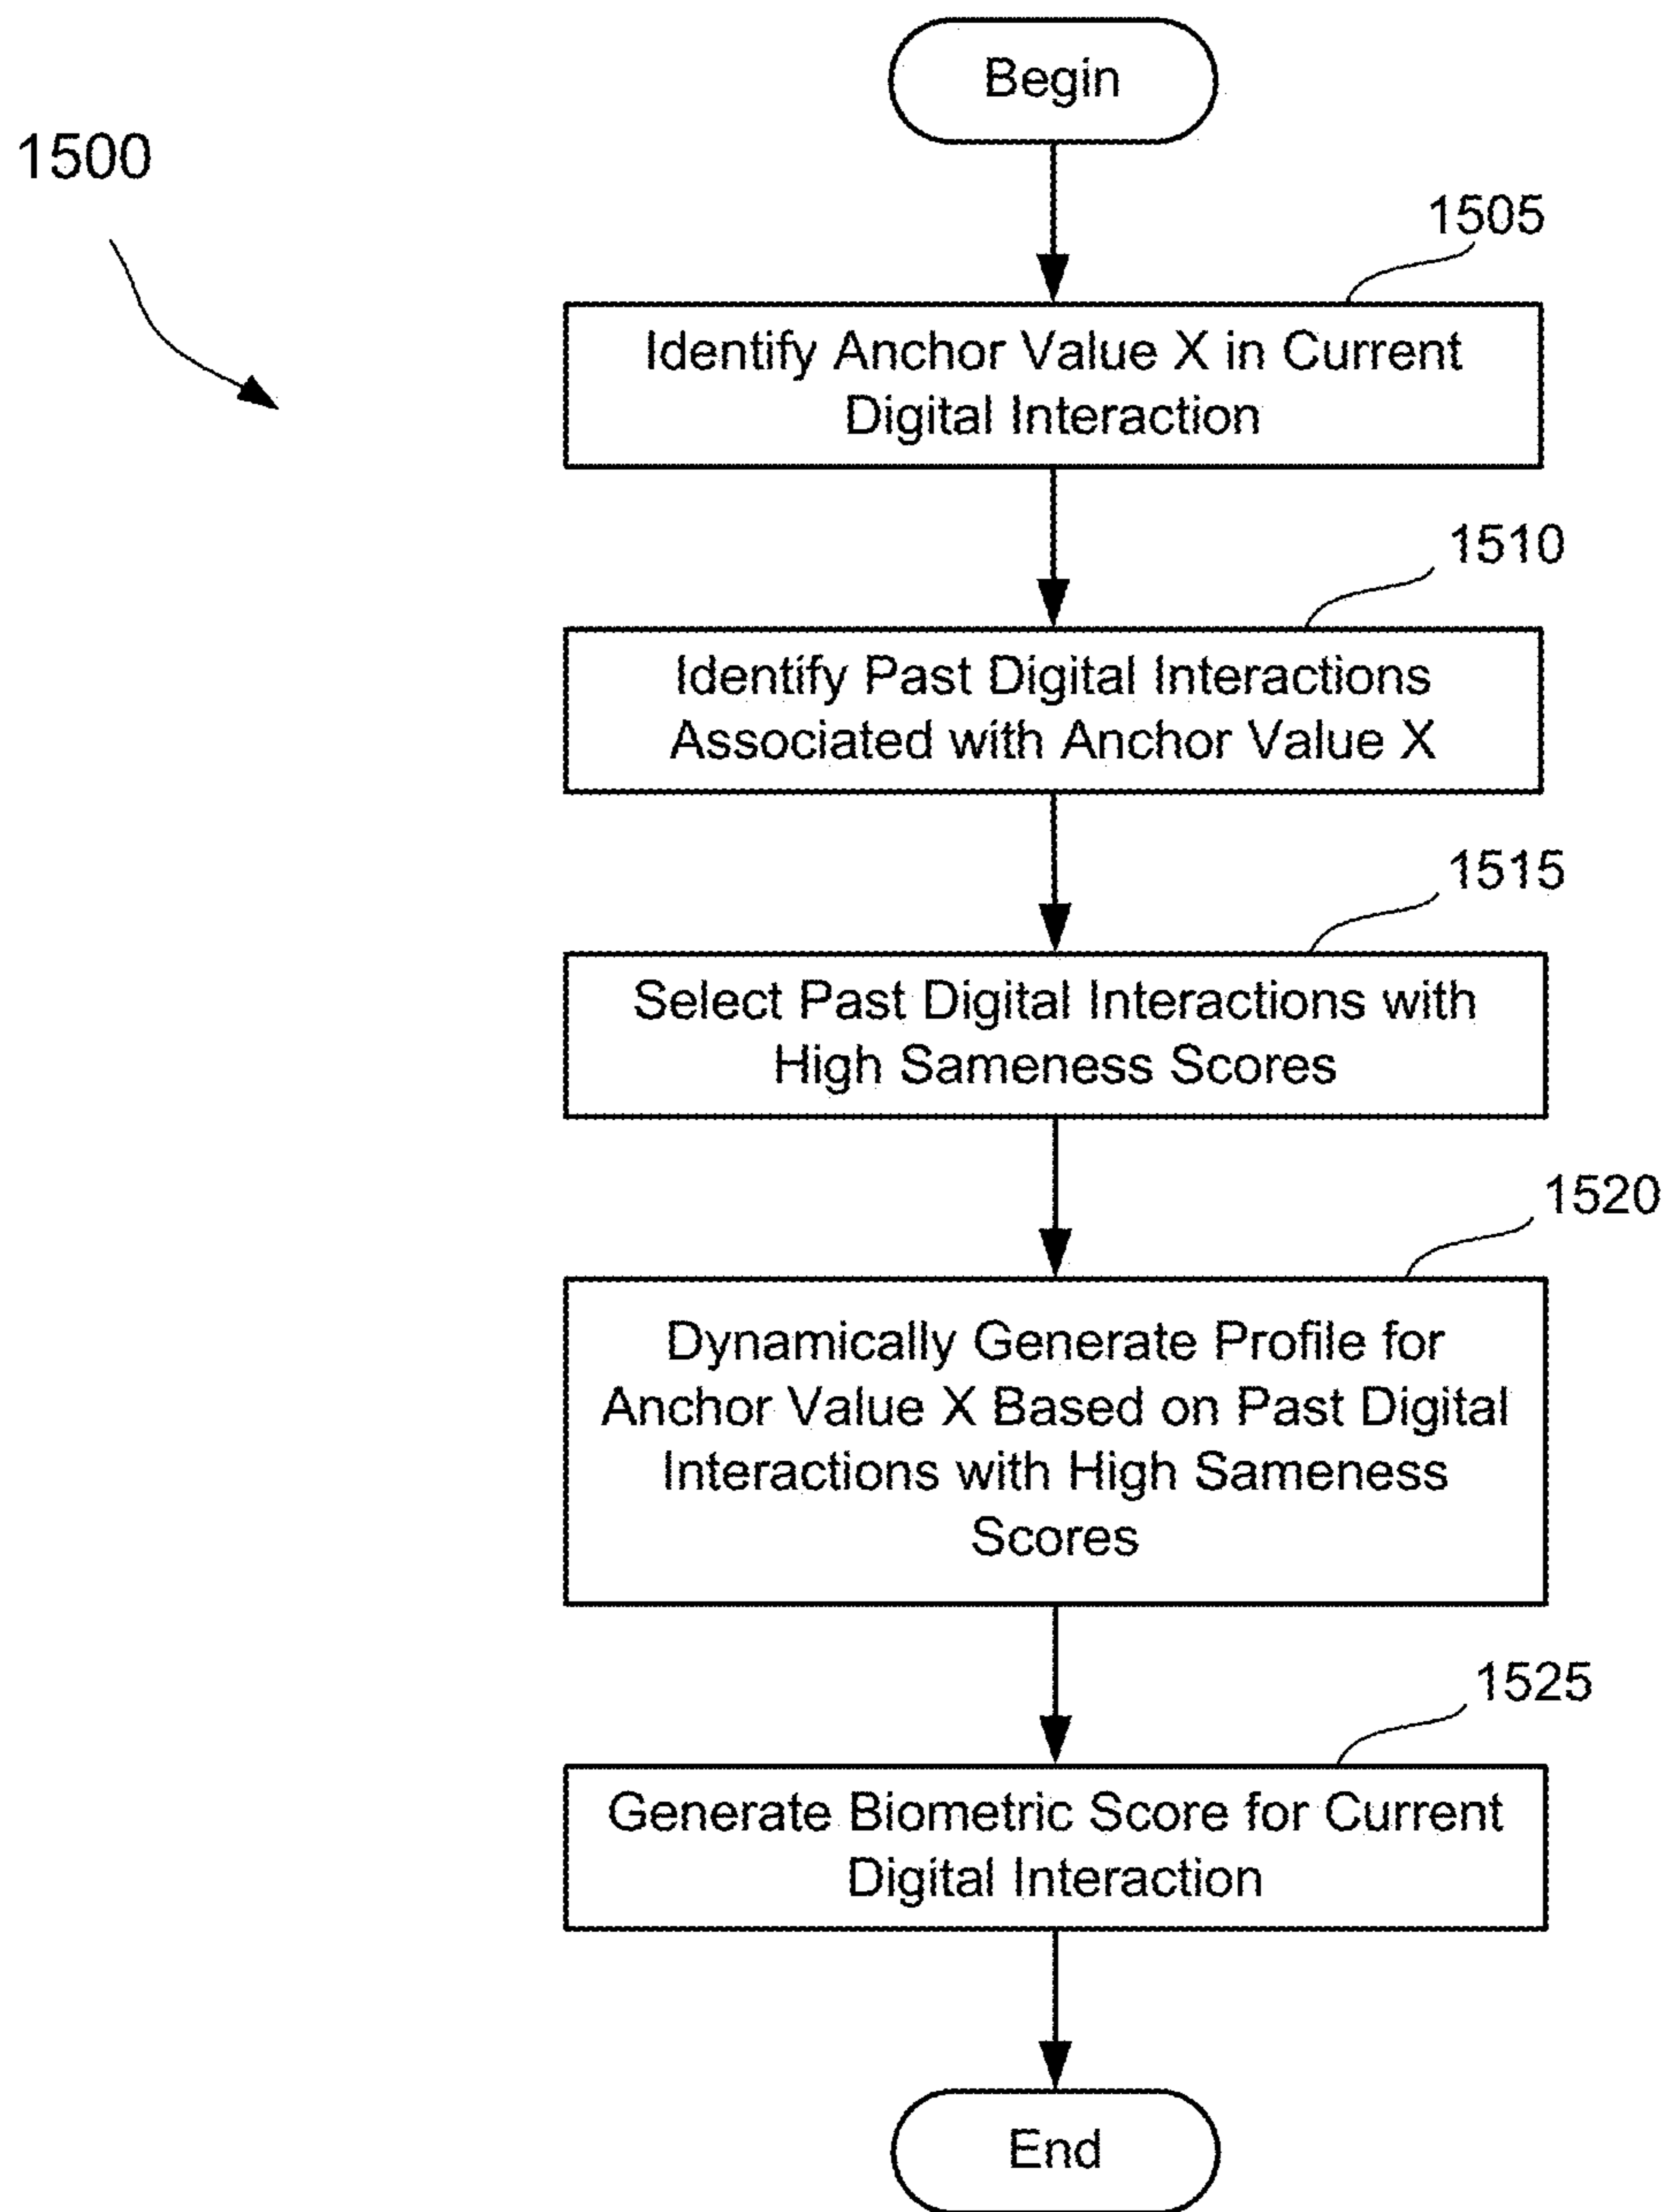 Begin
1500
1505
Identify Anchor Value X in Current
Digital Interaction
1510
Identify Past Digital Interactions
Associated with Anchor Value X
1515
Select Past Digital Interactions with
High Sameness Scores
1520
Dynamically Generate Profile for
Anchor Value X Based on Past Digital
Interactions with High Sameness
Scores
1525
Generate Biometric Score for Current
Digital Interaction
End